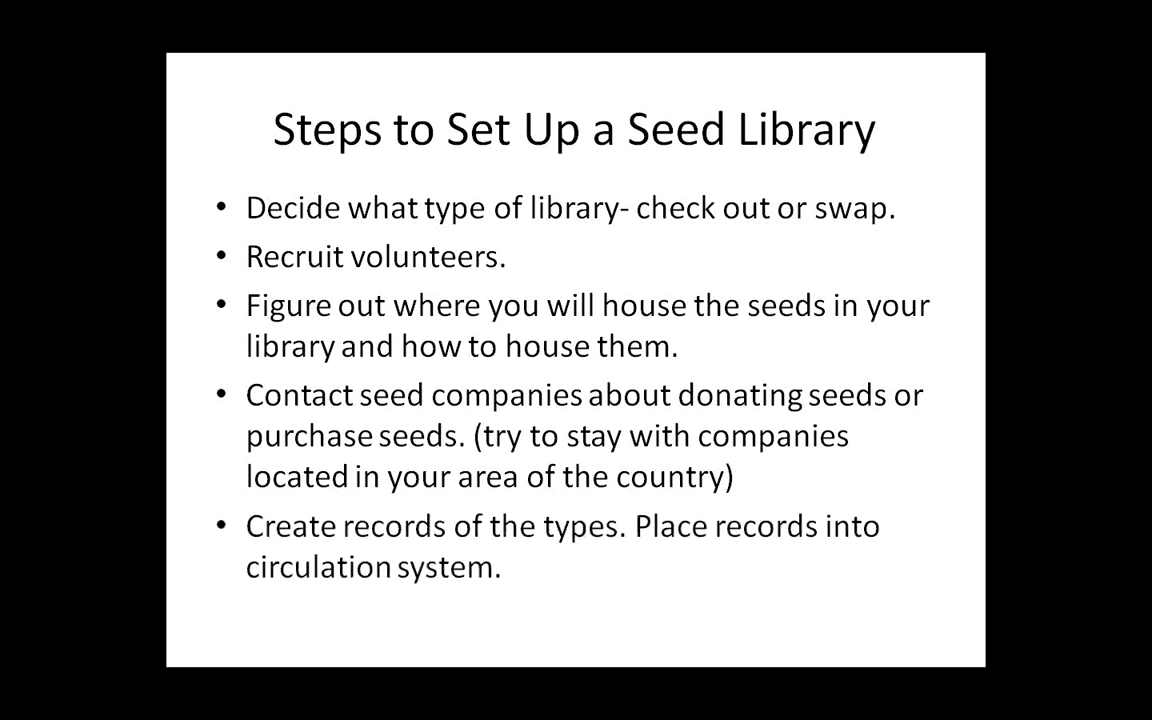 Steps to Set Up a Seed Library
• Decide what type of library- check out or swap.
• Recruit volunteers.
• Figure out where you will house the seeds in your
library and how to house them.
• Contact seed companies about donating seeds or
purchase seeds. (try to stay with companies
located in your area of the country)
• Create records of the types. Place records into
circulation system.